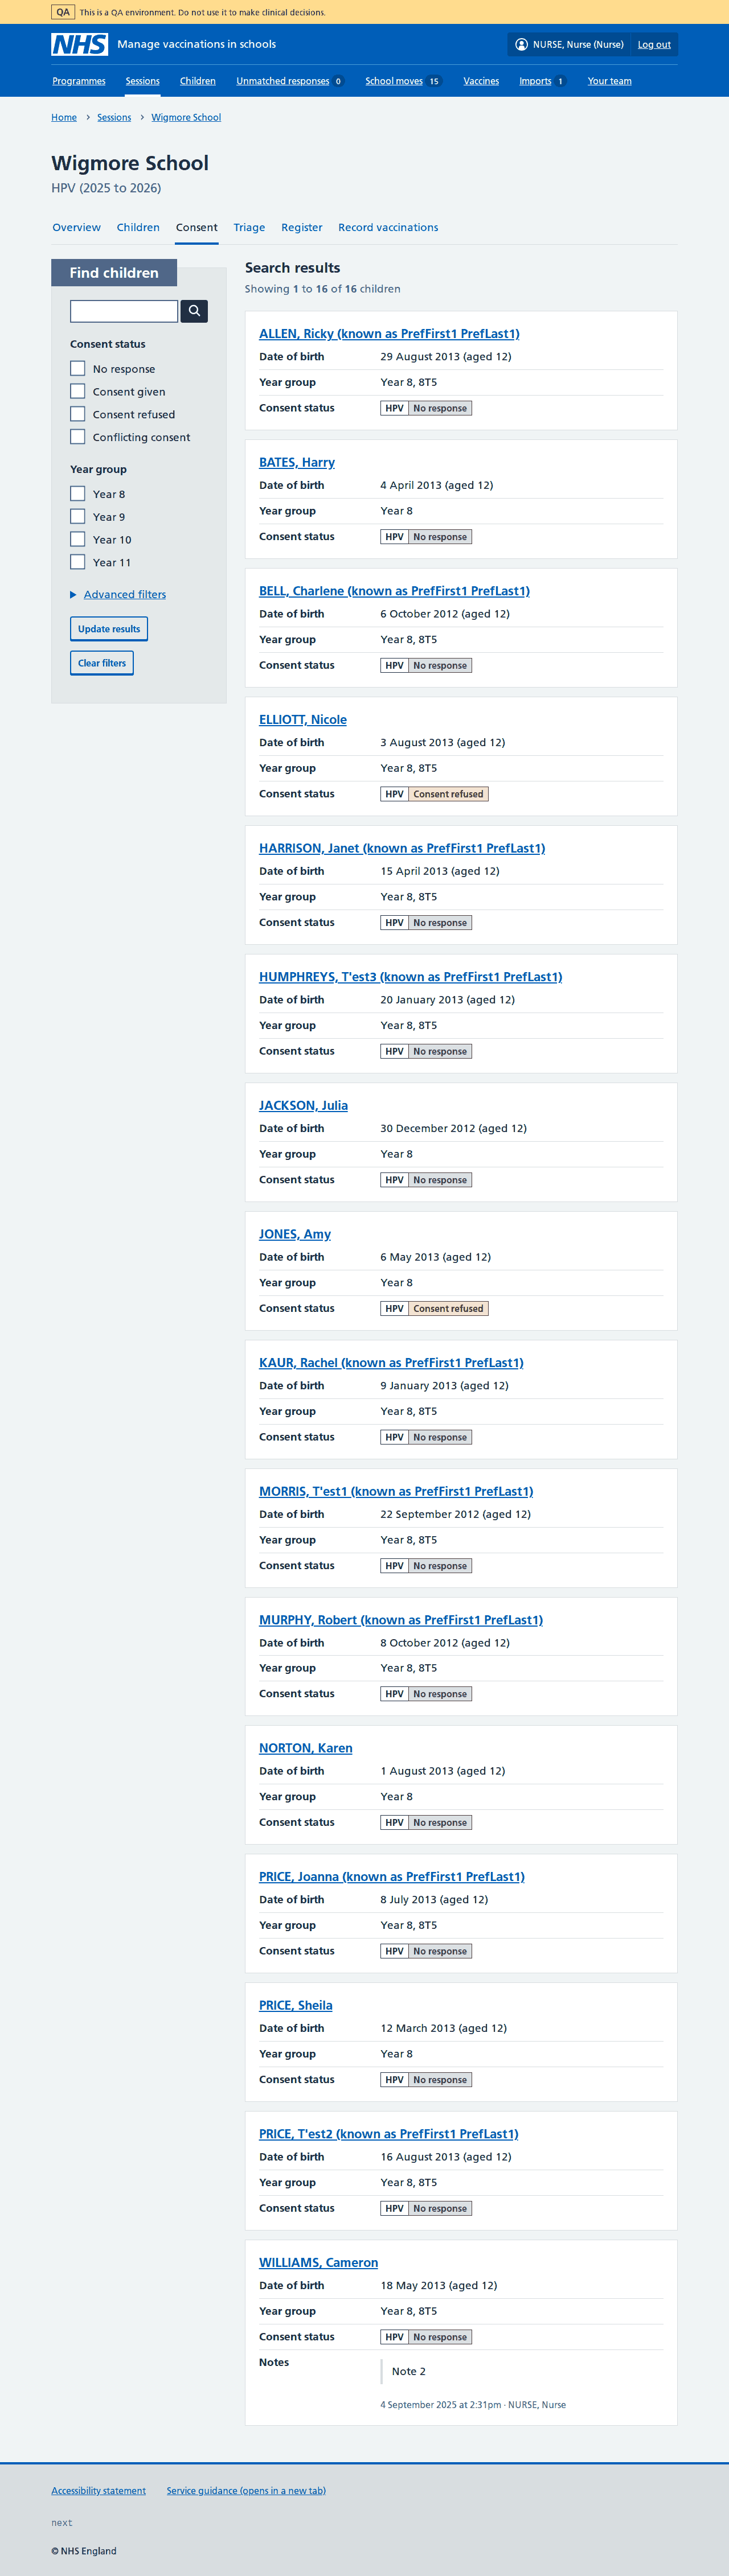 QA This is a QA environment. Do not use it to make clinical decisions.
NHS Manage vaccinations in schools
NURSE, Nurse (Nurse) Log out
Programmes Sessions Children Unmatched responses 0 School moves 15 Vaccines Imports 1 Your team
Home Sessions Wigmore School
Wigmore School
HPV (2025 to 2026)
Overview Children Consent Triage Register Record vaccinations
Find children
Consent status
No response
Consent given
Consent refused
Conflicting consent
Year group
Year 8
Year 9
Year 10
Year 11
Advanced filters
Update results
Clear filters
Search results
Showing 1 to 16 of 16 children
ALLEN, Ricky (known as PrefFirst1 PrefLast1)
Date of birth 29 August 2013 (aged 12)
Year group Year 8, 8T5
Consent status HPV No response
BATES, Harry
Date of birth 4 April 2013 (aged 12)
Year group Year 8
Consent status HPV No response
BELL, Charlene (known as PrefFirst1 PrefLast1)
Date of birth 6 October 2012 (aged 12)
Year group Year 8, 8T5
Consent status HPV No response
ELLIOTT, Nicole
Date of birth 3 August 2013 (aged 12)
Year group Year 8, 8T5
Consent status HPV Consent refused
HARRISON, Janet (known as PrefFirst1 PrefLast1)
Date of birth 15 April 2013 (aged 12)
Year group Year 8, 8T5
Consent status HPV No response
HUMPHREYS, T'est3 (known as PrefFirst1 PrefLast1)
Date of birth 20 January 2013 (aged 12)
Year group Year 8, 8T5
Consent status HPV No response
JACKSON, Julia
Date of birth 30 December 2012 (aged 12)
Year group Year 8
Consent status HPV No response
JONES, Amy
Date of birth 6 May 2013 (aged 12)
Year group Year 8
Consent status HPV Consent refused
KAUR, Rachel (known as PrefFirst1 PrefLast1)
Date of birth 9 January 2013 (aged 12)
Year group Year 8, 8T5
Consent status HPV No response
MORRIS, T'est1 (known as PrefFirst1 PrefLast1)
Date of birth 22 September 2012 (aged 12)
Year group Year 8, 8T5
Consent status HPV No response
MURPHY, Robert (known as PrefFirst1 PrefLast1)
Date of birth 8 October 2012 (aged 12)
Year group Year 8, 8T5
Consent status HPV No response
NORTON, Karen
Date of birth 1 August 2013 (aged 12)
Year group Year 8
Consent status HPV No response
PRICE, Joanna (known as PrefFirst1 PrefLast1)
Date of birth 8 July 2013 (aged 12)
Year group Year 8, 8T5
Consent status HPV No response
PRICE, Sheila
Date of birth 12 March 2013 (aged 12)
Year group Year 8
Consent status HPV No response
PRICE, T'est2 (known as PrefFirst1 PrefLast1)
Date of birth 16 August 2013 (aged 12)
Year group Year 8, 8T5
Consent status HPV No response
WILLIAMS, Cameron
Date of birth 18 May 2013 (aged 12)
Year group Year 8, 8T5
Consent status HPV No response
Notes Note 2
4 September 2025 at 2:31pm · NURSE, Nurse
Accessibility statement Service guidance (opens in a new tab)
next
© NHS England